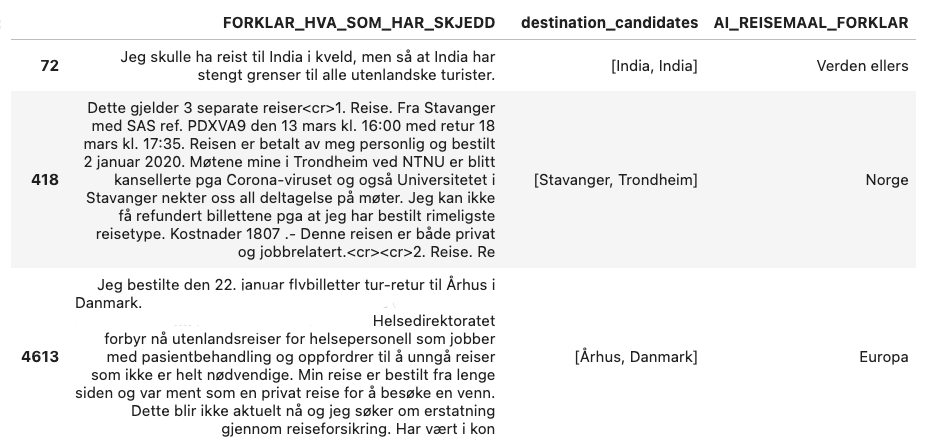 FORKLAR_HVA_SOM_HAR_SKJEDD destination_candidates AI_REISEMAAL_FORKLAR
72 Jeg skulle ha reist til India i kveld, men så at India har
stengt grenser til alle utenlandske turister. [India, India] Verden ellers
Dette gjelder 3 separate reiser<cr>1. Reise. Fra Stavanger
med SAS ref. PDXVA9 den 13 mars kl. 16:00 med retur 18
mars kl. 17:35. Reisen er betalt av meg personlig og bestilt
2 januar 2020. Møtene mine i Trondheim ved NTNU er blitt
418 kansellerte pga Corona-viruset og også Universitetet i [Stavanger, Trondheim] Norge
Stavanger nekter oss all deltagelse på møter. Jeg kan ikke
få refundert billettene pga at jeg har bestilt rimeligste
reisetype. Kostnader 1807 .- Denne reisen er både privat
og jobbrelatert.<cr><cr>2. Reise. Re
Jeg bestilte den 22. januar flybilletter tur-retur til Århus i
Danmark.
Helsedirektoratet
forbyr nå utenlandsreiser for helsepersonell som jobber
4613 med pasientbehandling og oppfordrer til å unngå reiser [Århus, Danmark] Europa
som ikke er helt nødvendige. Min reise er bestilt fra lenge
siden og var ment som en privat reise for å besøke en venn.
Dette blir ikke aktuelt nå og jeg søker om erstatning
gjennom reiseforsikring. Har vært i kon